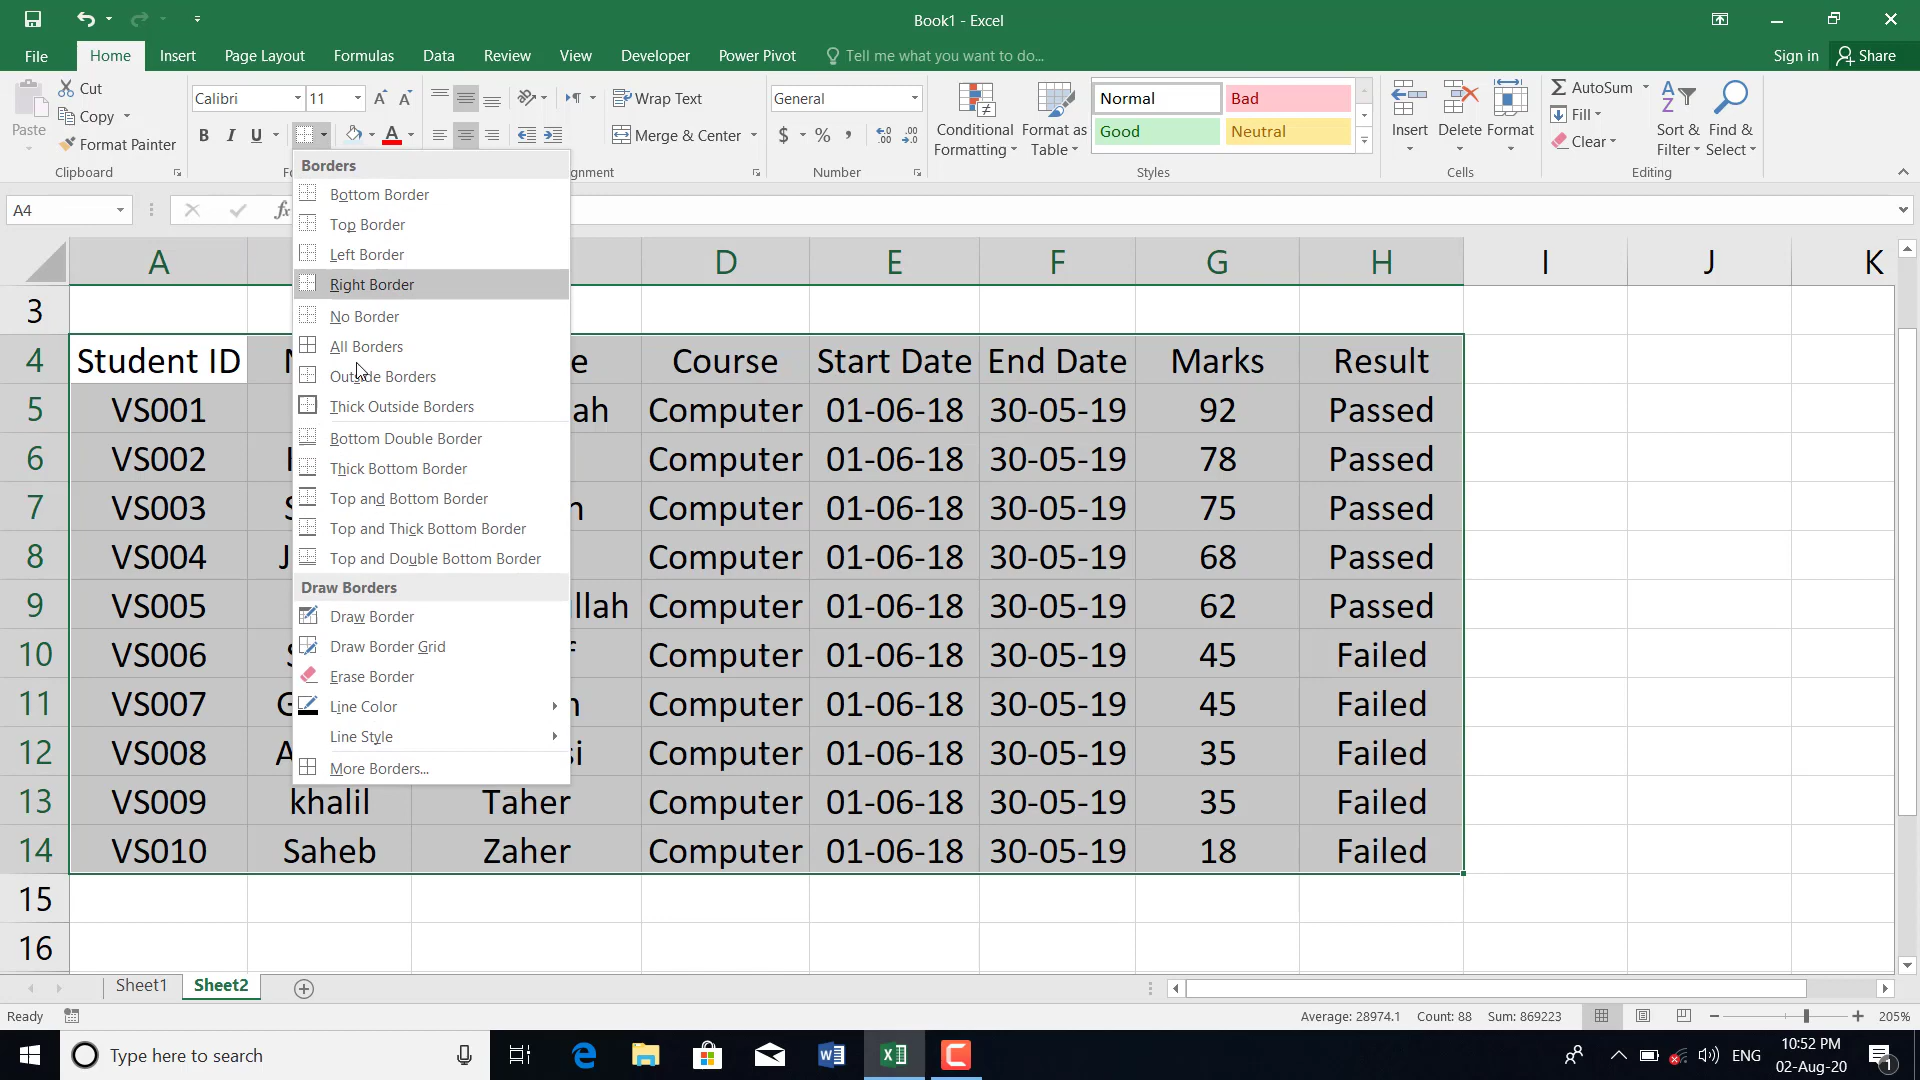 Book1 - Excel
File Home Insert Page Layout Formulas Data Review View Developer Power Pivot Tell me what you want to do... Sign in Share
Cut
Copy
Format Painter
Paste
Clipboard
Calibri 11
B I U A
Wrap Text
Merge & Center
General
$ % ,
Number
Conditional Formatting
Format as Table
Normal Bad
Good Neutral
Styles
Insert Delete Format
Cells
AutoSum
Fill
Clear
Sort & Filter
Find & Select
Editing
A4
fx
Borders
Bottom Border
Top Border
Left Border
Right Border
No Border
All Borders
Outside Borders
Thick Outside Borders
Bottom Double Border
Thick Bottom Border
Top and Bottom Border
Top and Thick Bottom Border
Top and Double Bottom Border
Draw Borders
Draw Border
Draw Border Grid
Erase Border
Line Color
Line Style
More Borders...
A D E F G H I J K
3
4 Student ID Course Start Date End Date Marks Result
5 VS001 Computer 01-06-18 30-05-19 92 Passed
6 VS002 Computer 01-06-18 30-05-19 78 Passed
7 VS003 Computer 01-06-18 30-05-19 75 Passed
8 VS004 Computer 01-06-18 30-05-19 68 Passed
9 VS005 Computer 01-06-18 30-05-19 62 Passed
10 VS006 Computer 01-06-18 30-05-19 45 Failed
11 VS007 Computer 01-06-18 30-05-19 45 Failed
12 VS008 Computer 01-06-18 30-05-19 35 Failed
13 VS009 khalil Taher Computer 01-06-18 30-05-19 35 Failed
14 VS010 Saheb Zaher Computer 01-06-18 30-05-19 18 Failed
15
16
Sheet1 Sheet2
Ready Average: 28974.1 Count: 88 Sum: 869223 205%
Type here to search ENG 10:52 PM
02-Aug-20 1